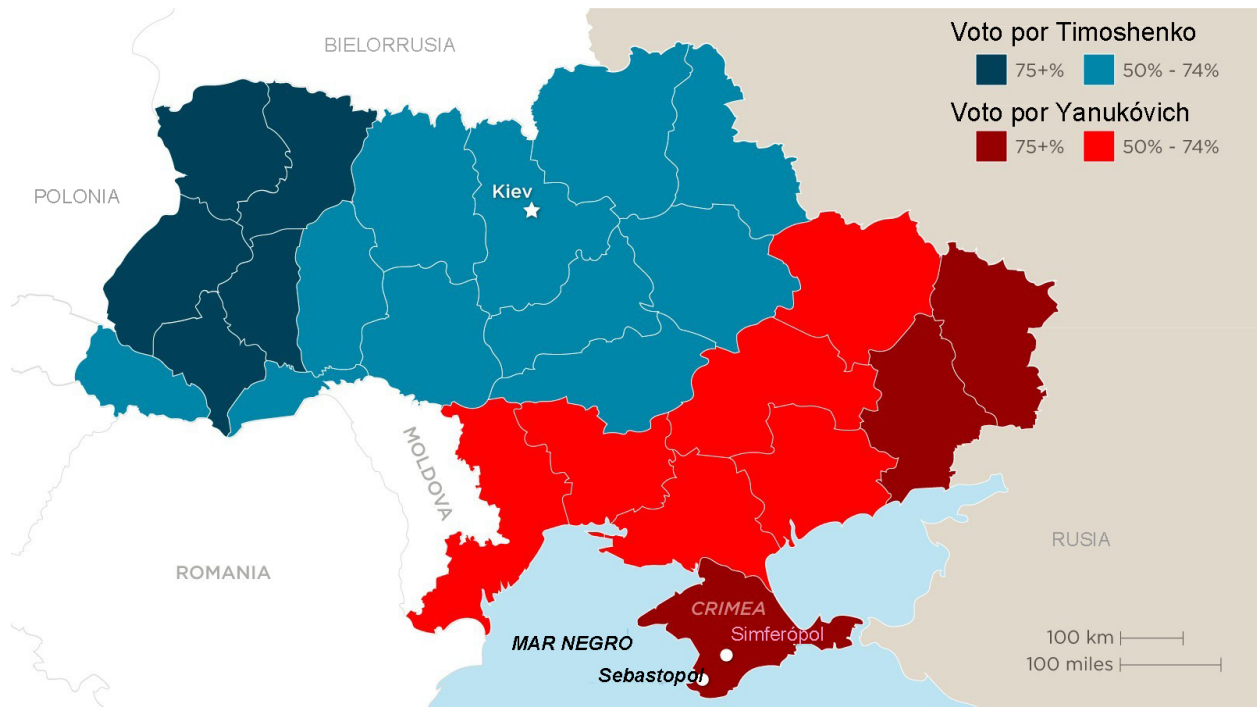 BIELORRUSIA
Voto por Timoshenko
75+% 50% - 74%
Voto por Yanukóvich
75+% 50% - 74%
POLONIA
Kiev
MOLDOVA
RUSIA
ROMANIA
CRIMEA
Simferópol
MAR NEGRO
Sebastopol
100 km
100 miles